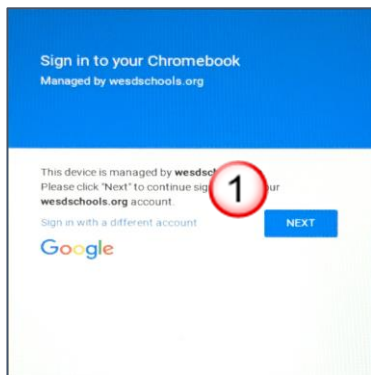 Sign in to your Chromebook
Managed by wesdschools.org
This device is managed by
Please click "Next" to continue
wesdschools.org account.
1
Sign in with a different account
NEXT
Google